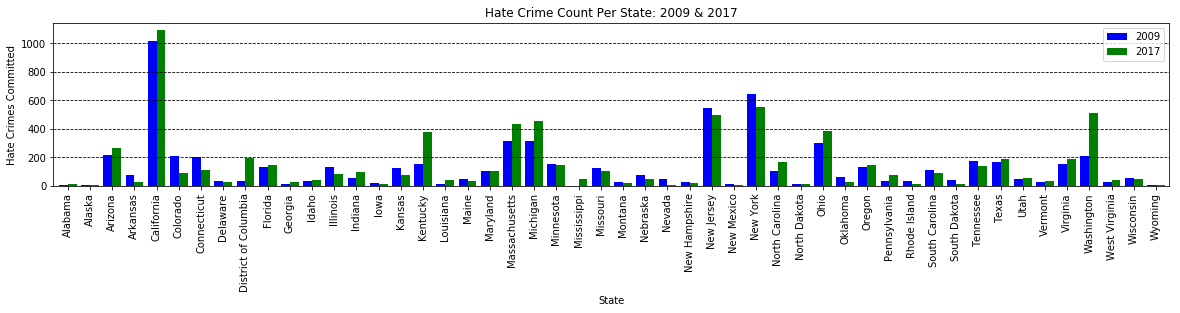 Hate Crime Count Per State: 2009 & 2017
Hate Crimes Committed
1000
800
600
400
200
0
2009
2017
Alabama
Alaska
Arizona
Arkansas
California
Colorado
Connecticut
Delaware
District of Columbia
Florida
Georgia
Idaho
Illinois
Indiana
Iowa
Kansas
Kentucky
Louisiana
Maine
Maryland
Massachusetts
Michigan
Minnesota
Mississippi
Missouri
Montana
Nebraska
Nevada
New Hampshire
New Jersey
New Mexico
New York
North Carolina
North Dakota
Ohio
Oklahoma
Oregon
Pennsylvania
Rhode Island
South Carolina
South Dakota
Tennessee
Texas
Utah
Vermont
Virginia
Washington
West Virginia
Wisconsin
Wyoming
State